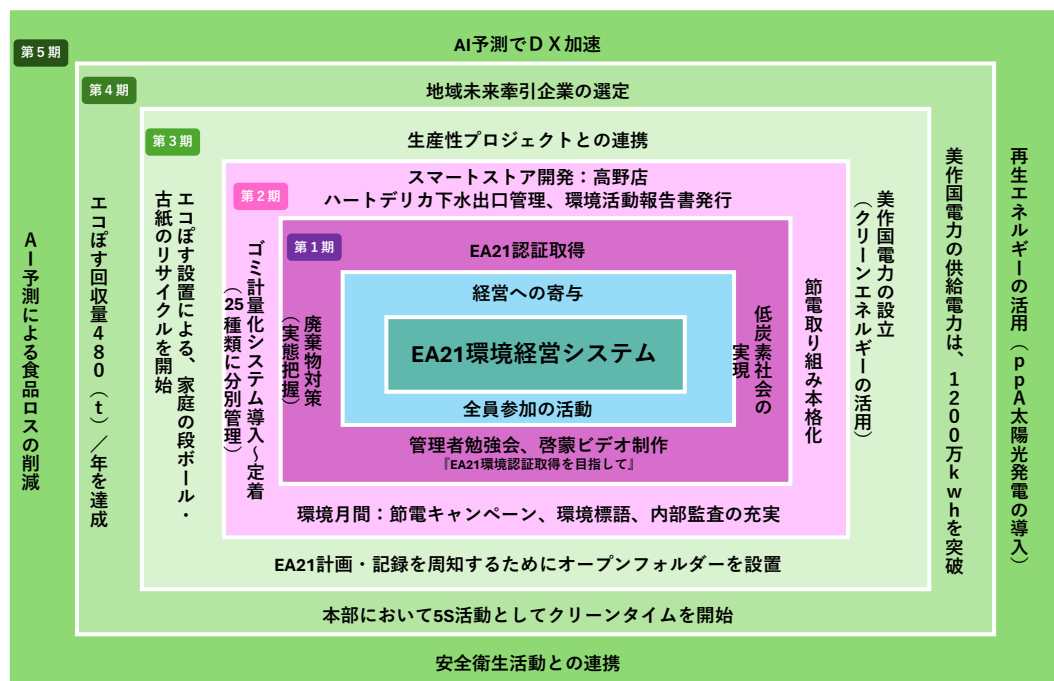 第5期
AI予測でDX加速
第4期
地域未来牽引企業の選定
第3期
生産性プロジェクトとの連携
第2期
スマートストア開発：高野店
ハートデリカ下水出口管理、環境活動報告書発行
第1期
EA21認証取得
経営への寄与
EA21環境経営システム
全員参加の活動
管理者勉強会、啓蒙ビデオ制作
『EA21環境認証取得を目指して』
環境月間：節電キャンペーン、環境標語、内部監査の充実
EA21計画・記録を周知するためにオープンフォルダーを設置
本部において5S活動としてクリーンタイムを開始
安全衛生活動との連携
再生エネルギーの活用（ppA太陽光発電の導入）
美作国電力の供給電力は、1200万kwhを突破
美作国電力の設立
（クリーンエネルギーの活用）
節電取り組み本格化
低炭素社会の
実現
廃棄物対策
（実態把握）
ゴミ計量化システム導入〜定着
（25種類に分別管理）
エコぽす設置による、家庭の段ボール・
古紙のリサイクルを開始
エコぽす回収量480（t）／年を達成
AI予測による食品ロスの削減